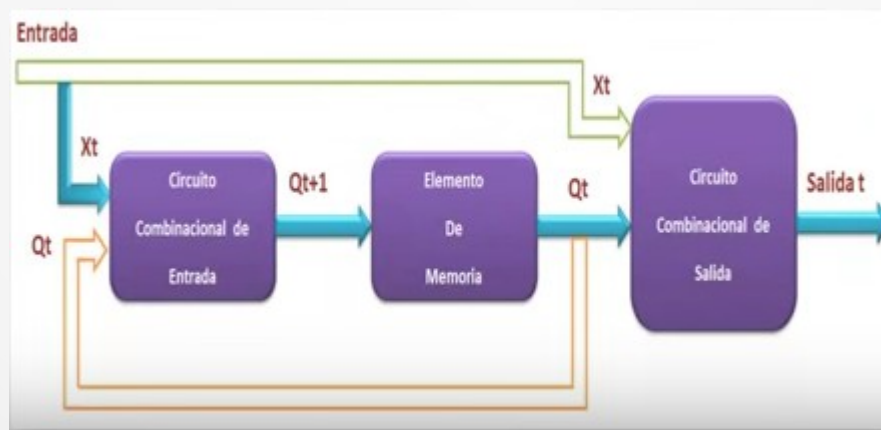 Entrada
Xt
Xt
Circuito
Combinacional de
Entrada
Qt+1
Elemento
De
Memoria
Qt
Circuito
Combinacional de
Salida
Salida t
Qt